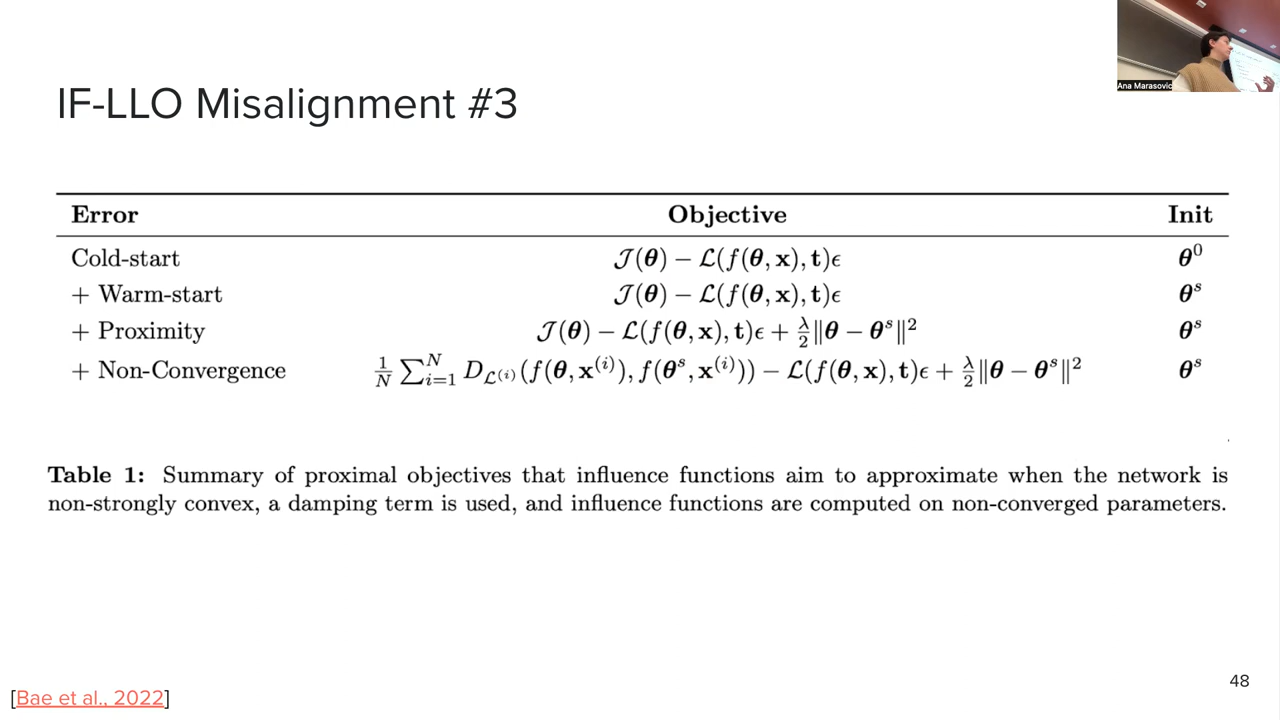 Ana Marasovic
IF-LLO Misalignment #3
Error Objective Init
Cold-start 𝒥(θ) − ℒ(f(θ, x), t)ϵ θ⁰
+ Warm-start 𝒥(θ) − ℒ(f(θ, x), t)ϵ θˢ
+ Proximity 𝒥(θ) − ℒ(f(θ, x), t)ϵ + λ/2‖θ − θˢ‖² θˢ
+ Non-Convergence 1/N ∑ᵢ₌₁ᴺ D_ℒ⁽ⁱ⁾(f(θ, x⁽ⁱ⁾), f(θˢ, x⁽ⁱ⁾)) − ℒ(f(θ, x), t)ϵ + λ/2‖θ − θˢ‖² θˢ
Table 1: Summary of proximal objectives that influence functions aim to approximate when the network is
non-strongly convex, a damping term is used, and influence functions are computed on non-converged parameters.
48
[Bae et al., 2022]